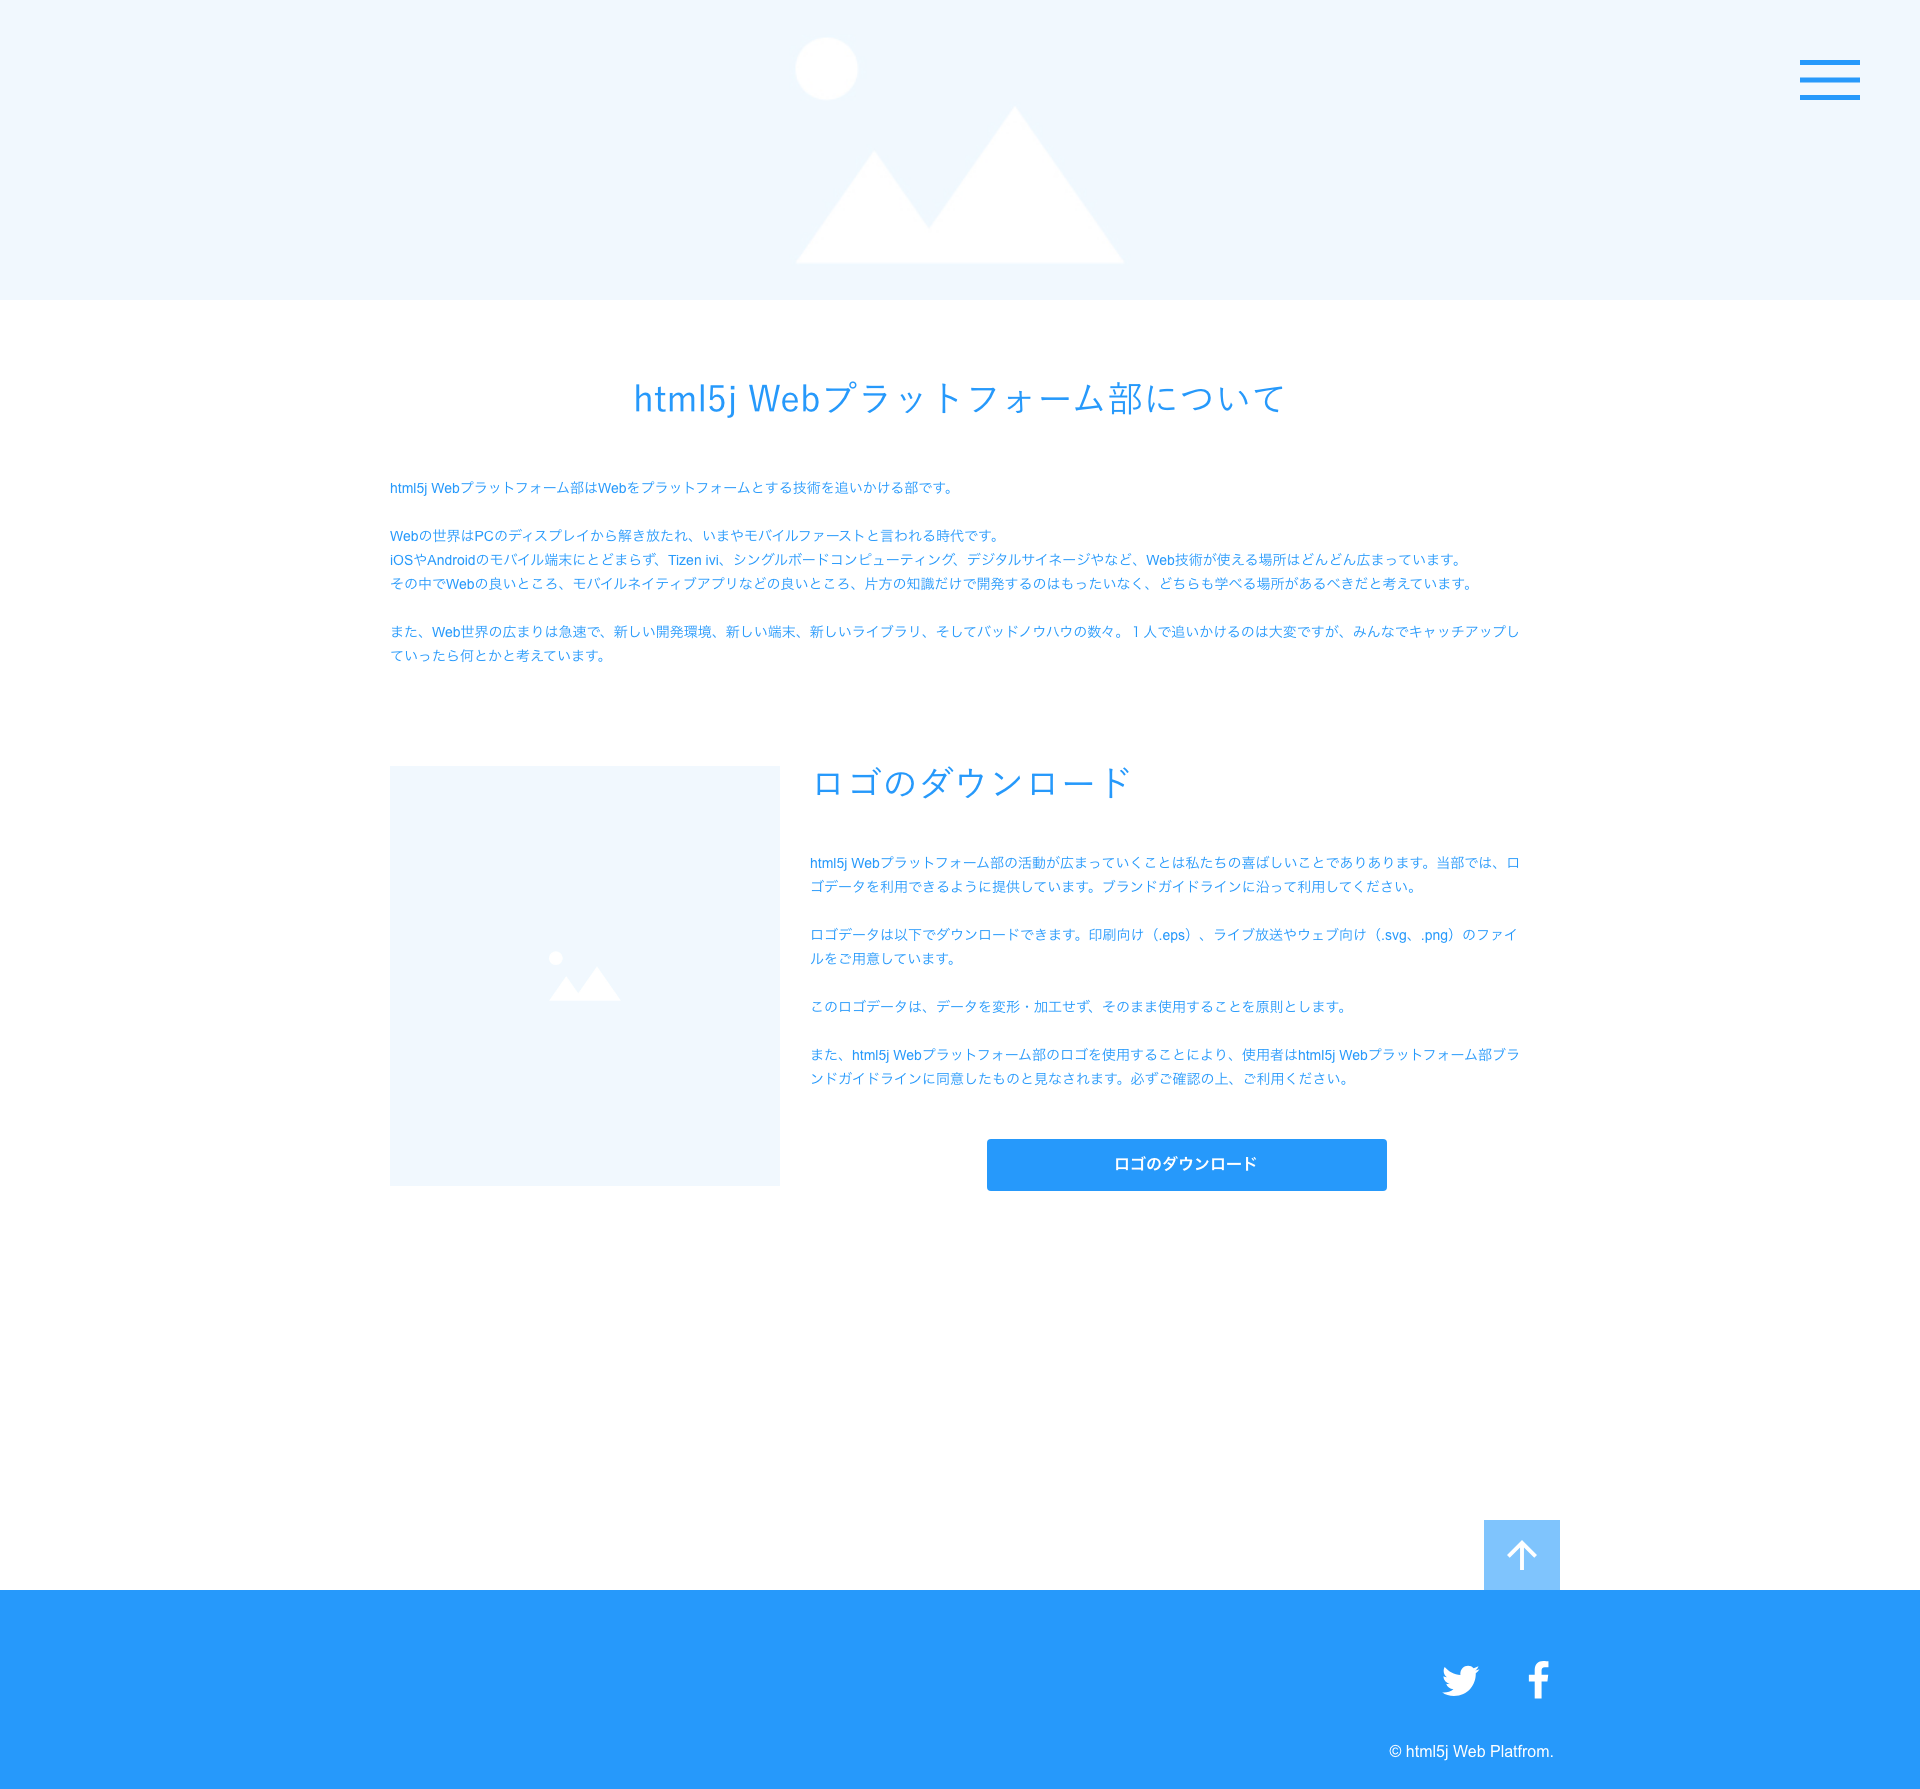 html5j Webプラットフォーム部について
html5j Webプラットフォーム部はWebをプラットフォームとする技術を追いかける部です。
Webの世界はPCのディスプレイから解き放たれ、いまやモバイルファーストと言われる時代です。
iOSやAndroidのモバイル端末にとどまらず、Tizen ivi、シングルボードコンピューティング、デジタルサイネージやなど、Web技術が使える場所はどんどん広まっています。
その中でWebの良いところ、モバイルネイティブアプリなどの良いところ、片方の知識だけで開発するのはもったいなく、どちらも学べる場所があるべきだと考えています。
また、Web世界の広まりは急速で、新しい開発環境、新しい端末、新しいライブラリ、そしてバッドノウハウの数々。１人で追いかけるのは大変ですが、みんなでキャッチアップし
ていったら何とかと考えています。
ロゴのダウンロード
html5j Webプラットフォーム部の活動が広まっていくことは私たちの喜ばしいことでありあります。当部では、ロ
ゴデータを利用できるように提供しています。ブランドガイドラインに沿って利用してください。
ロゴデータは以下でダウンロードできます。印刷向け（.eps）、ライブ放送やウェブ向け（.svg、.png）のファイ
ルをご用意しています。
このロゴデータは、データを変形・加工せず、そのまま使用することを原則とします。
また、html5j Webプラットフォーム部のロゴを使用することにより、使用者はhtml5j Webプラットフォーム部ブラ
ンドガイドラインに同意したものと見なされます。必ずご確認の上、ご利用ください。
ロゴのダウンロード
© html5j Web Platfrom.